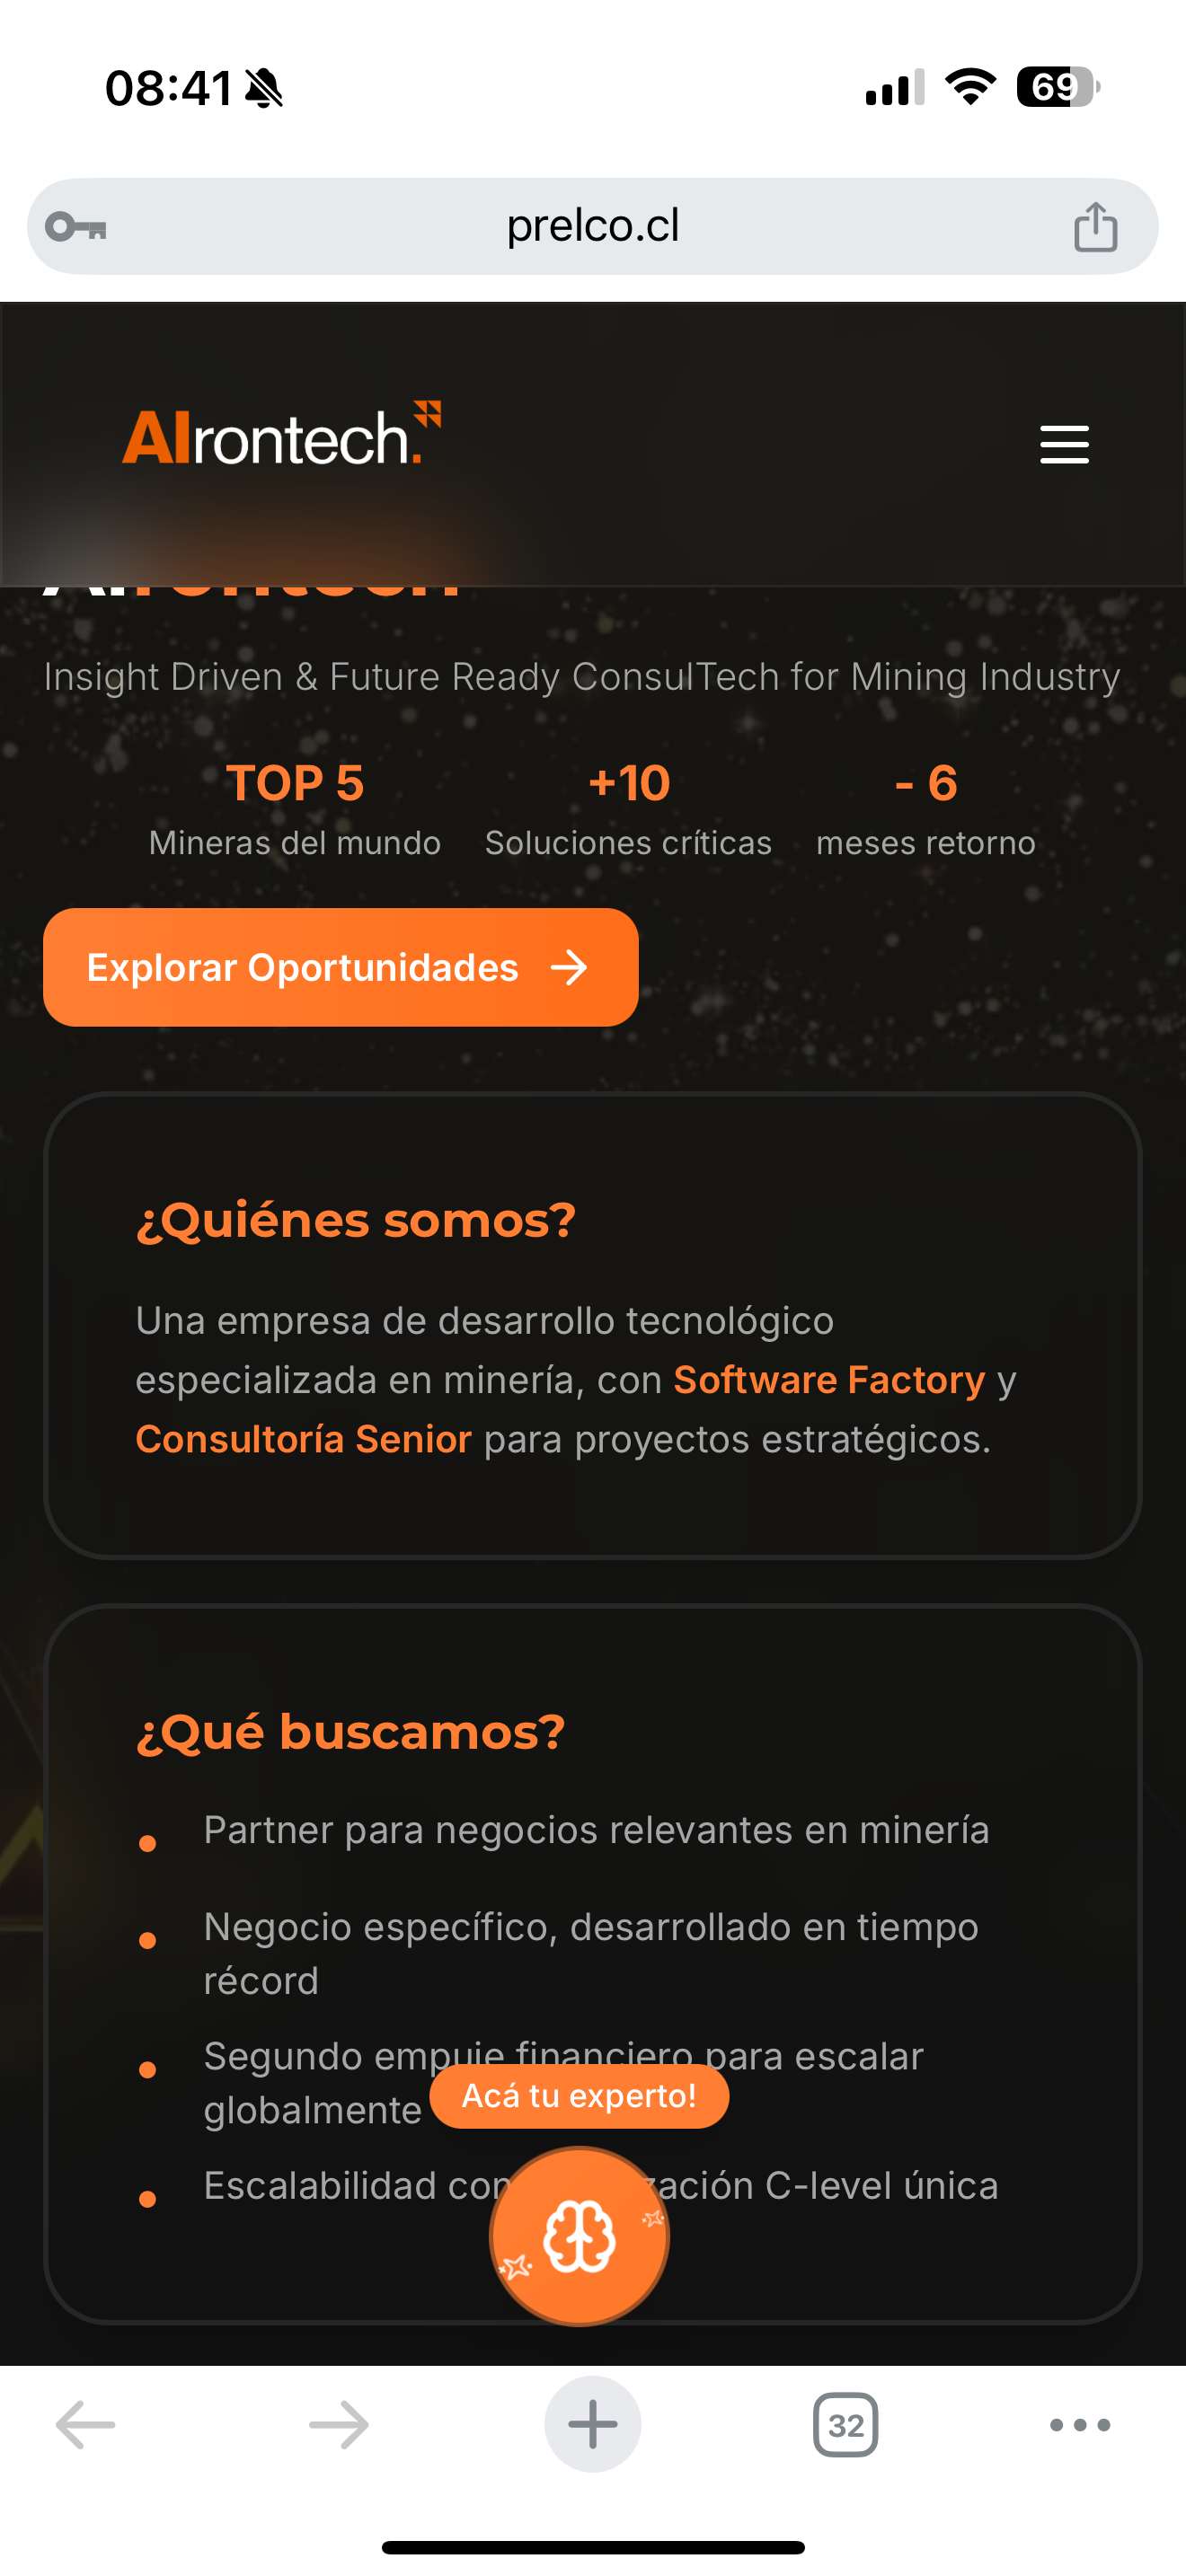 08:41
69
prelco.cl
AIrontech.
AIrontech
Insight Driven & Future Ready ConsulTech for Mining Industry
TOP 5 +10 - 6
Mineras del mundo Soluciones críticas meses retorno
Explorar Oportunidades
¿Quiénes somos?
Una empresa de desarrollo tecnológico
especializada en minería, con Software Factory y
Consultoría Senior para proyectos estratégicos.
¿Qué buscamos?
Partner para negocios relevantes en minería
Negocio específico, desarrollado en tiempo
récord
Segundo empuje financiero para escalar
globalmente
Acá tu experto!
Escalabilidad C-level única
32